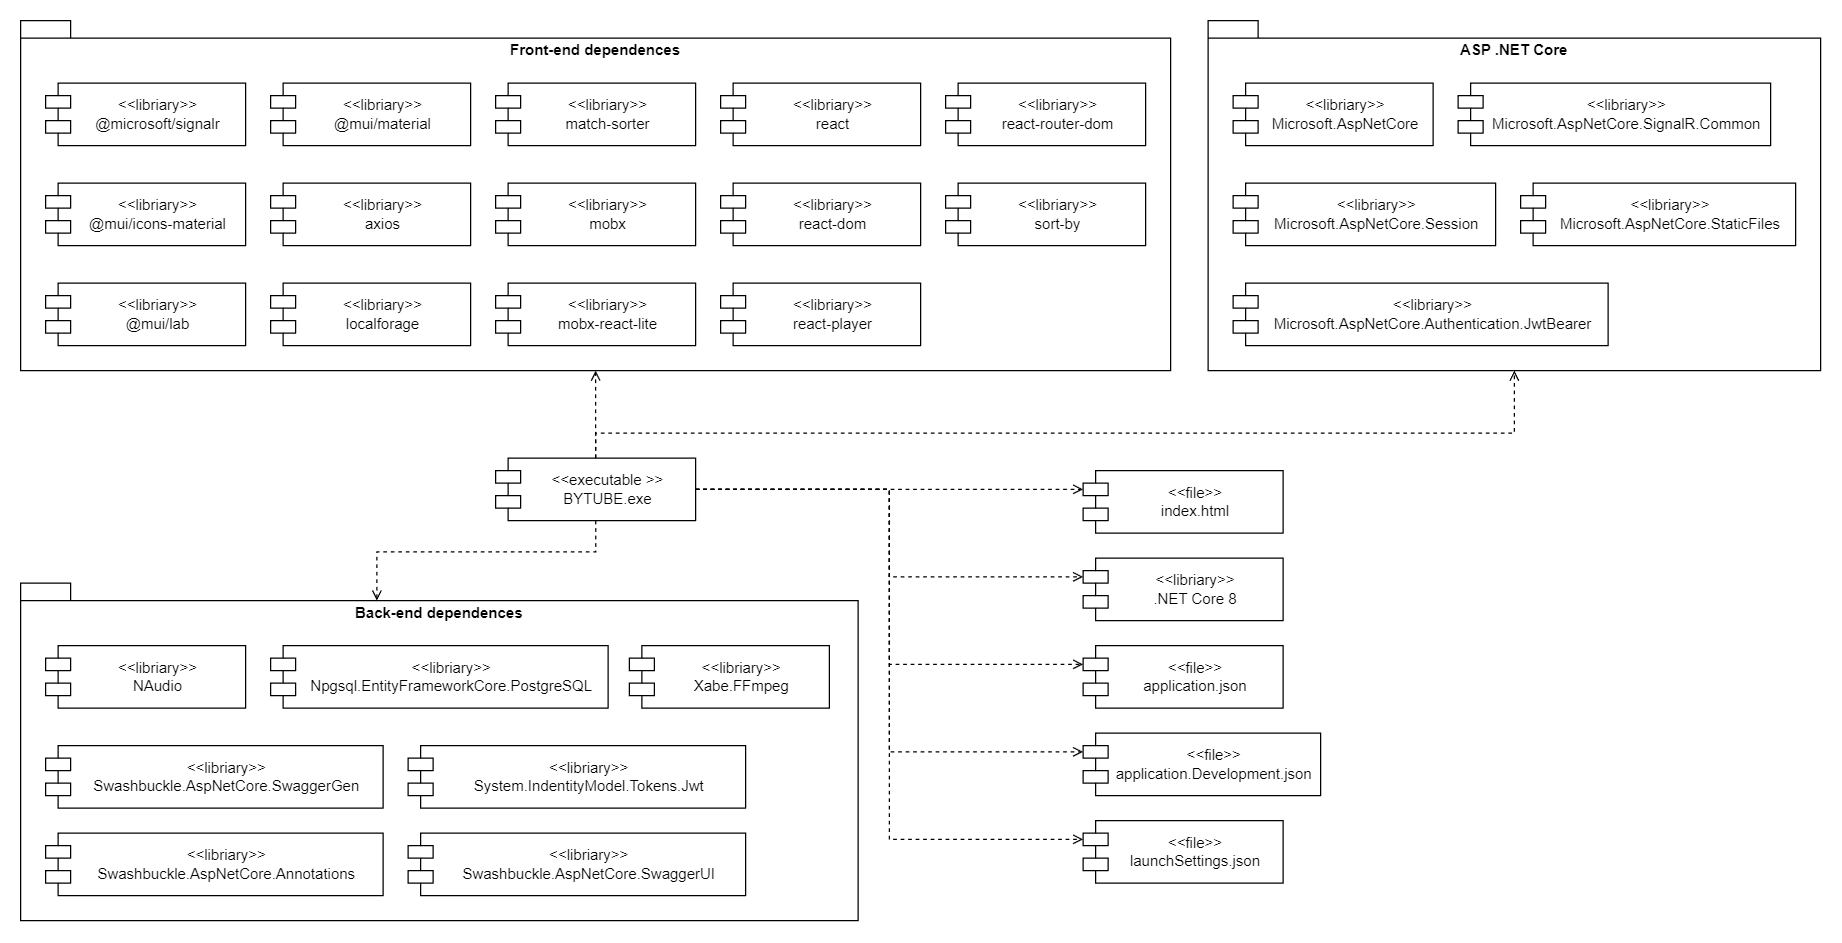 Front-end dependences
<<libriary>>
@microsoft/signalr
<<libriary>>
@mui/material
<<libriary>>
match-sorter
<<libriary>>
react
<<libriary>>
react-router-dom
<<libriary>>
@mui/icons-material
<<libriary>>
axios
<<libriary>>
mobx
<<libriary>>
react-dom
<<libriary>>
sort-by
<<libriary>>
@mui/lab
<<libriary>>
localforage
<<libriary>>
mobx-react-lite
<<libriary>>
react-player
ASP .NET Core
<<libriary>>
Microsoft.AspNetCore
<<libriary>>
Microsoft.AspNetCore.SignalR.Common
<<libriary>>
Microsoft.AspNetCore.Session
<<libriary>>
Microsoft.AspNetCore.StaticFiles
<<libriary>>
Microsoft.AspNetCore.Authentication.JwtBearer
<<executable >>
BYTUBE.exe
<<file>>
index.html
<<libriary>>
.NET Core 8
<<file>>
application.json
<<file>>
application.Development.json
<<file>>
launchSettings.json
Back-end dependences
<<libriary>>
NAudio
<<libriary>>
Npgsql.EntityFrameworkCore.PostgreSQL
<<libriary>>
Xabe.FFmpeg
<<libriary>>
Swashbuckle.AspNetCore.SwaggerGen
<<libriary>>
System.IndentityModel.Tokens.Jwt
<<libriary>>
Swashbuckle.AspNetCore.Annotations
<<libriary>>
Swashbuckle.AspNetCore.SwaggerUI